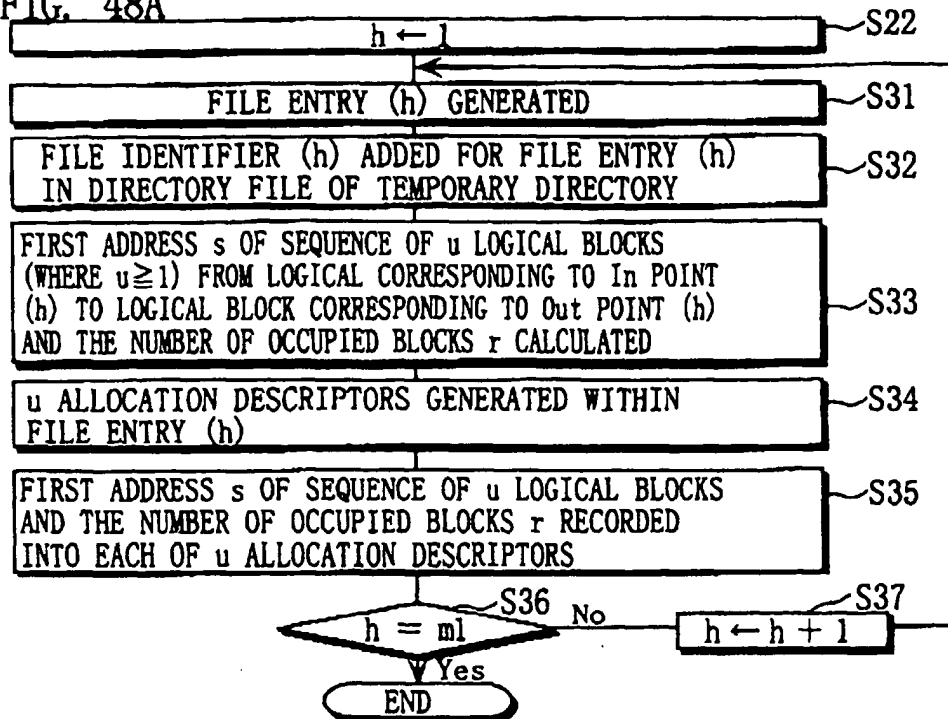 FIG. 48A
h ← 1
S22
FILE ENTRY (h) GENERATED
S31
FILE IDENTIFIER (h) ADDED FOR FILE ENTRY (h)
IN DIRECTORY FILE OF TEMPORARY DIRECTORY
S32
FIRST ADDRESS s OF SEQUENCE OF u LOGICAL BLOCKS
(WHERE u≧1) FROM LOGICAL CORRESPONDING TO In POINT
(h) TO LOGICAL BLOCK CORRESPONDING TO Out POINT (h)
AND THE NUMBER OF OCCUPIED BLOCKS r CALCULATED
S33
u ALLOCATION DESCRIPTORS GENERATED WITHIN
FILE ENTRY (h)
S34
FIRST ADDRESS s OF SEQUENCE OF u LOGICAL BLOCKS
AND THE NUMBER OF OCCUPIED BLOCKS r RECORDED
INTO EACH OF u ALLOCATION DESCRIPTORS
S35
h = ml
S36
No
h ← h + 1
S37
Yes
END